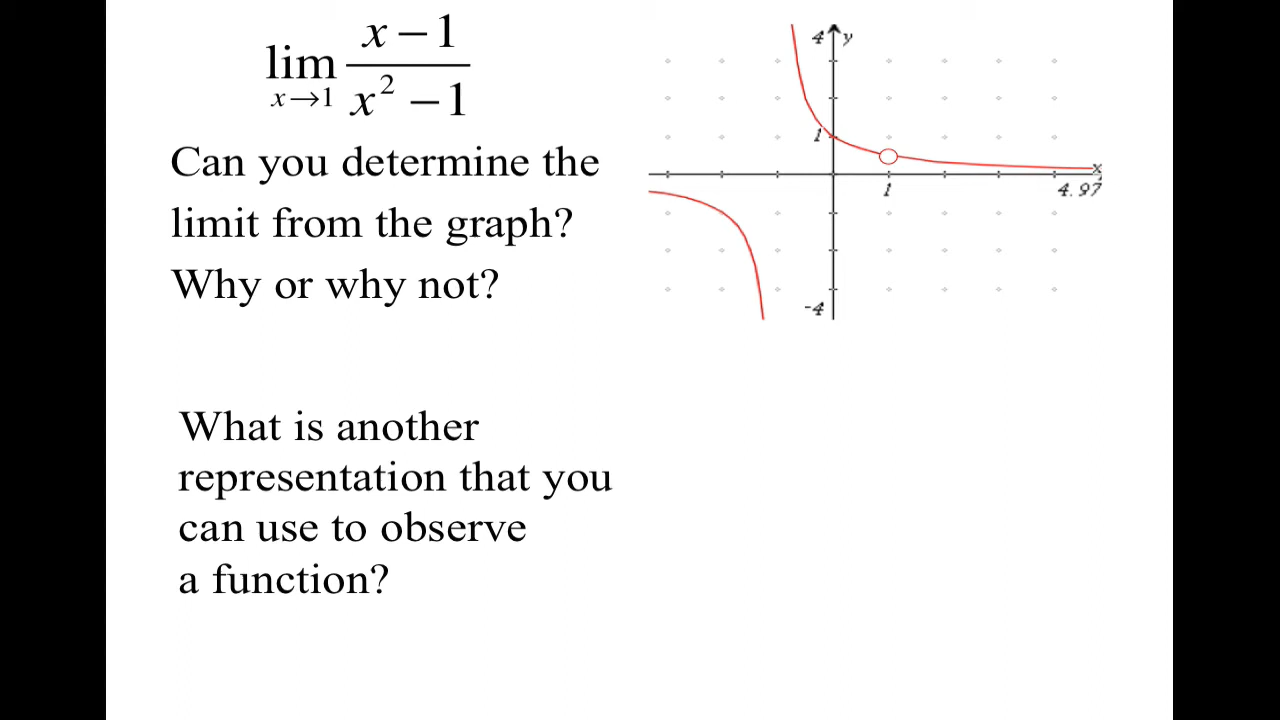 lim x→1 (x − 1)/(x² − 1)
Can you determine the
limit from the graph?
Why or why not?
4 y
1
x
1
4.97
-4
What is another
representation that you
can use to observe
a function?